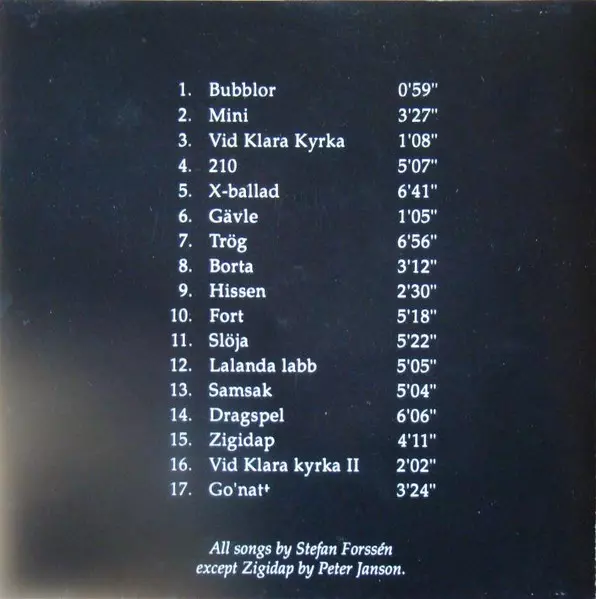 1. Bubblor 0'59"
2. Mini 3'27"
3. Vid Klara Kyrka 1'08"
4. 210 5'07"
5. X-ballad 6'41"
6. Gävle 1'05"
7. Trög 6'56"
8. Borta 3'12"
9. Hissen 2'30"
10. Fort 5'18"
11. Slöja 5'22"
12. Lalanda labb 5'05"
13. Samsak 5'04"
14. Dragspel 6'06"
15. Zigidap 4'11"
16. Vid Klara kyrka II 2'02"
17. Go'natt 3'24"
All songs by Stefan Forssén
except Zigidap by Peter Janson.